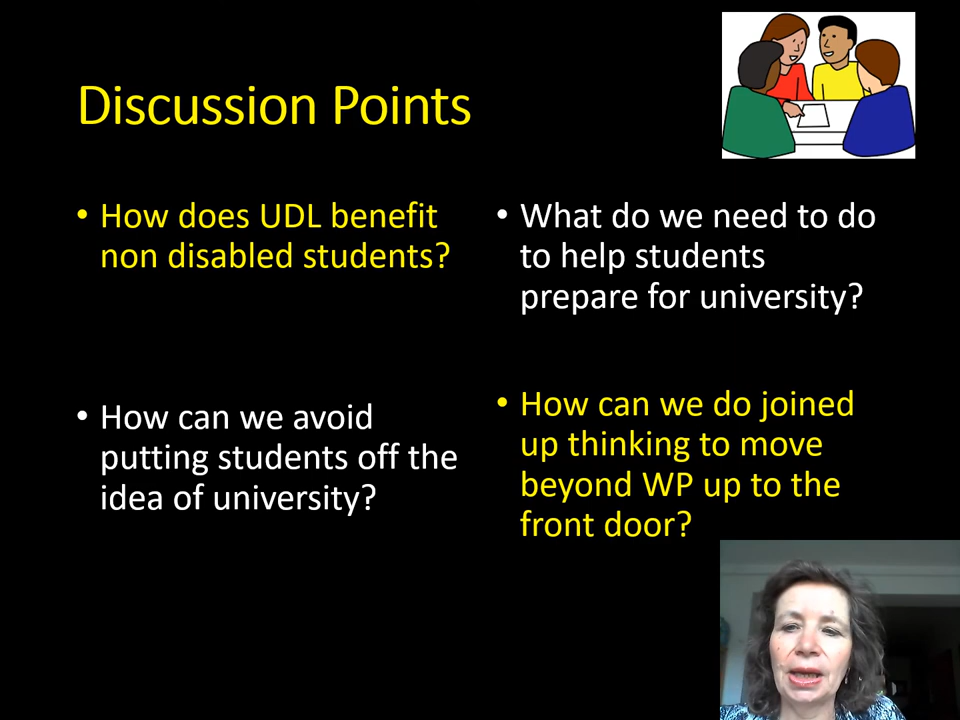 Discussion Points
• How does UDL benefit
non disabled students?
• How can we avoid
putting students off the
idea of university?
• What do we need to do
to help students
prepare for university?
• How can we do joined
up thinking to move
beyond WP up to the
front door?